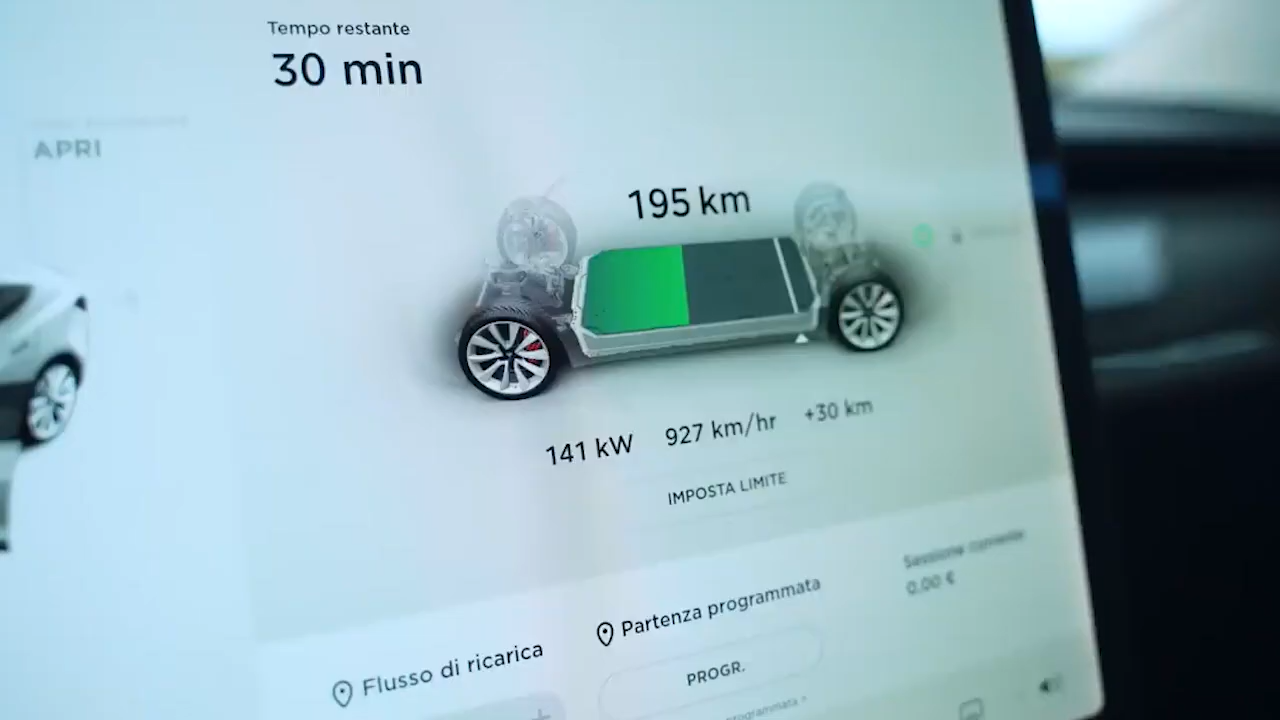 Tempo restante
30 min
APRI
195 km
141 kW 927 km/hr +30 km
IMPOSTA LIMITE
Sessione corrente
0.00 €
Partenza programmata
Flusso di ricarica
PROGR.
programmata